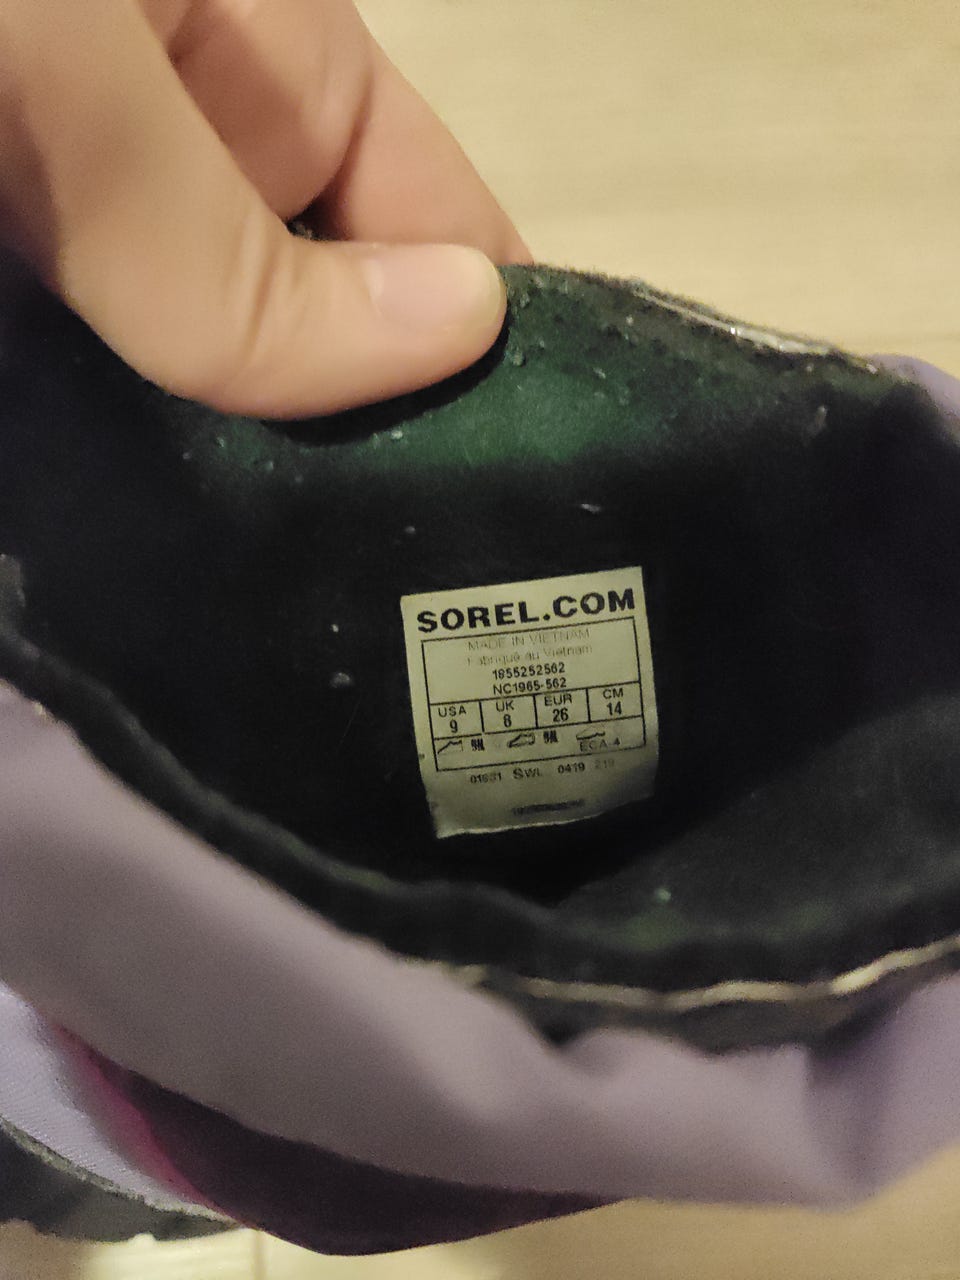 SOREL.COM
MADE IN VIETNAM
Fabriqué au Vietnam
1855252562
NC1965-562
USA UK EUR CM
9 8 26 14
ECA 4
SWL 0419 219